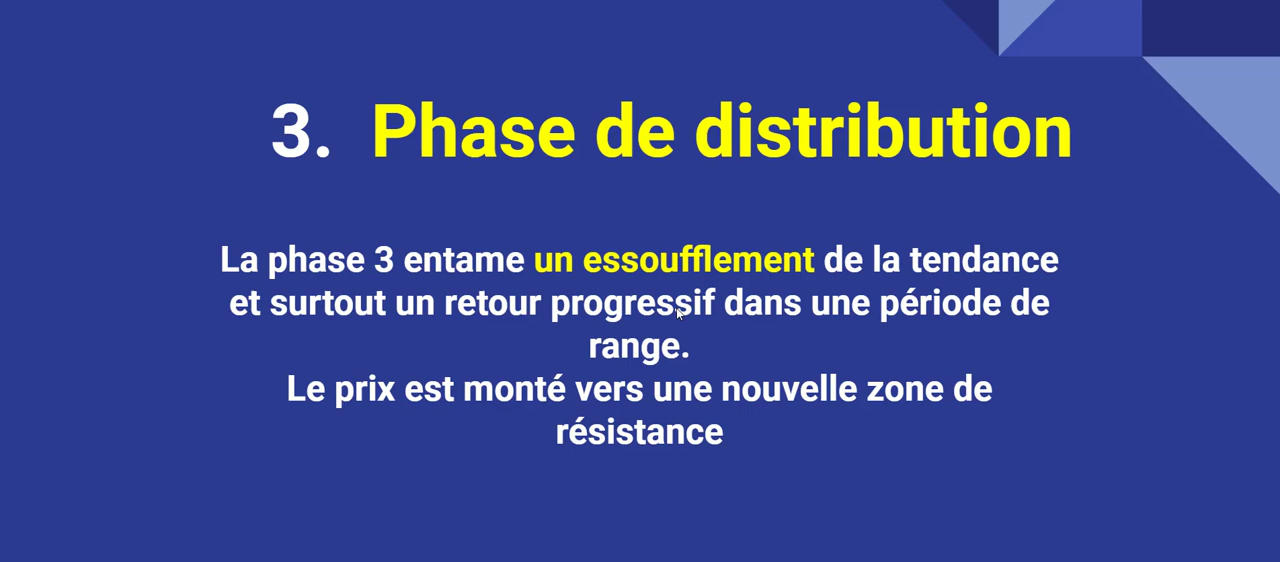 3. Phase de distribution
La phase 3 entame un essoufflement de la tendance
et surtout un retour progressif dans une période de
range.
Le prix est monté vers une nouvelle zone de
résistance